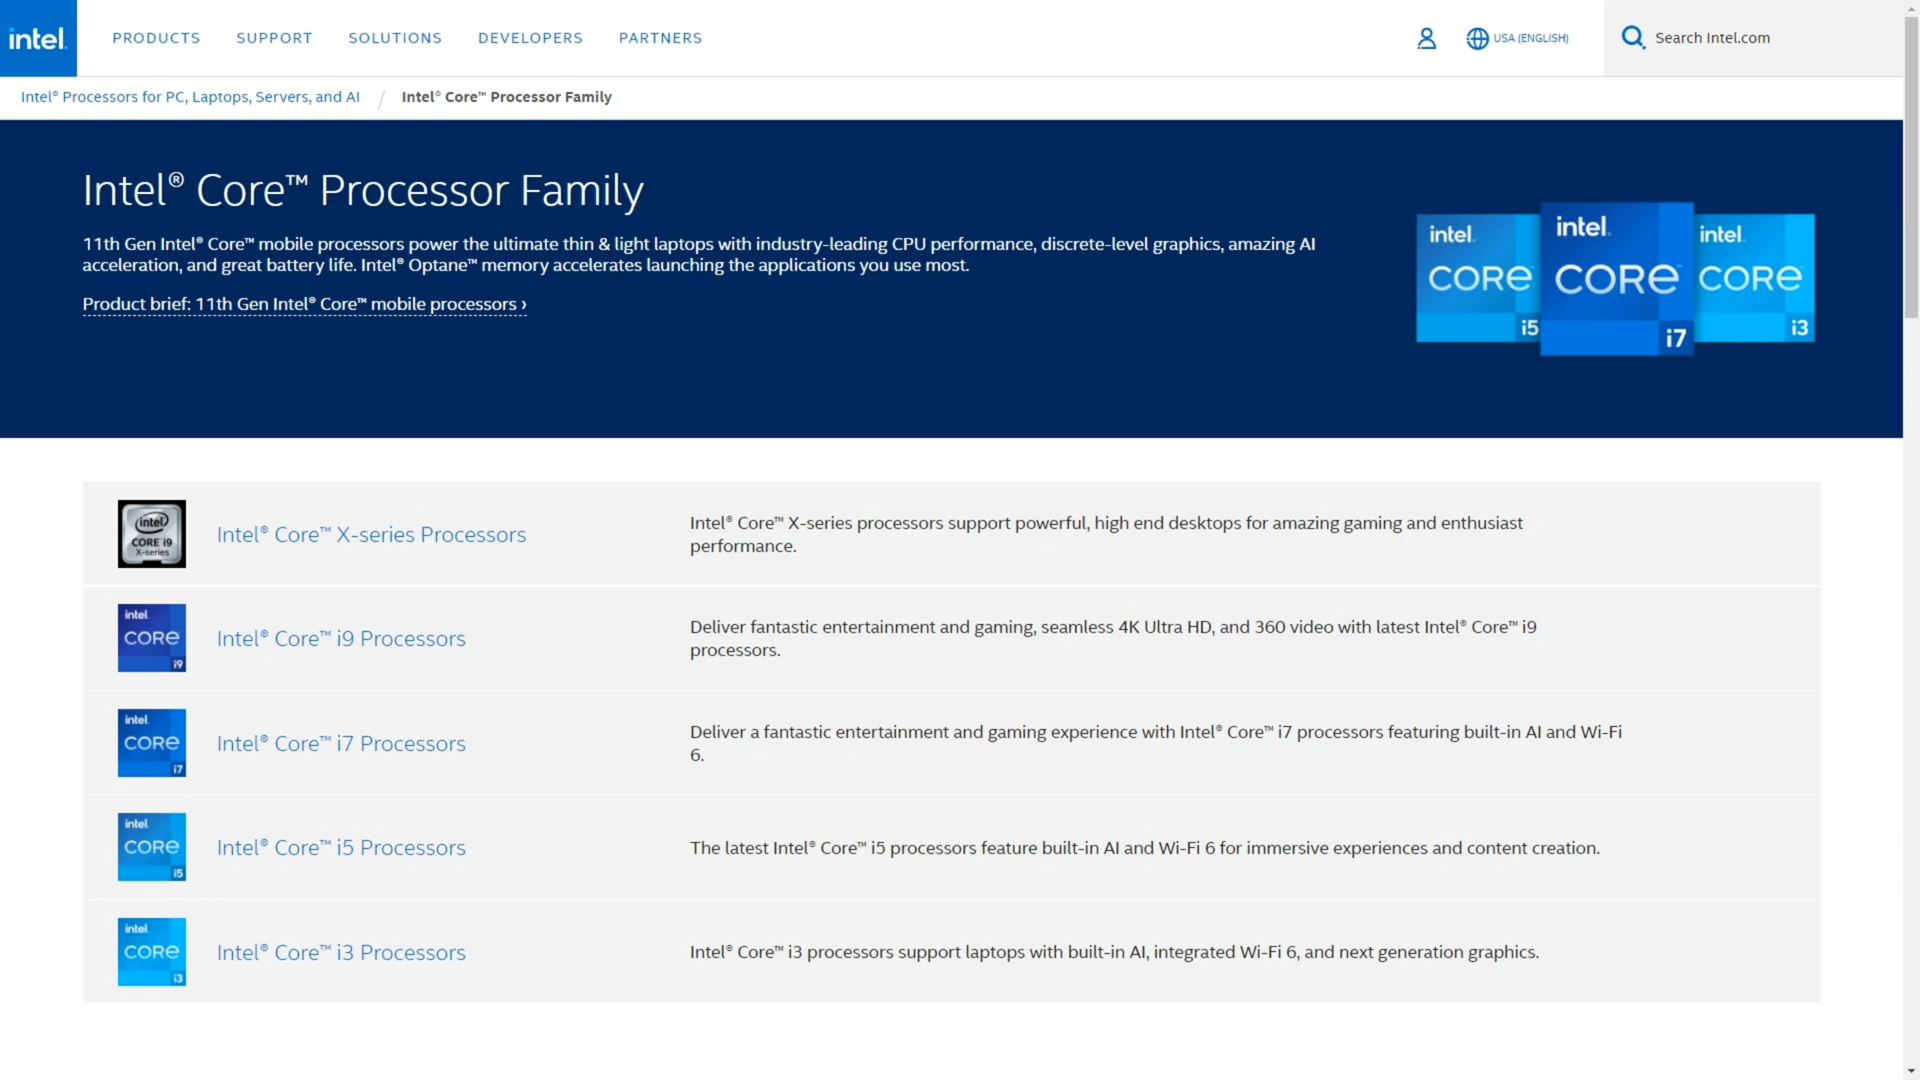 intel.
PRODUCTS SUPPORT SOLUTIONS DEVELOPERS PARTNERS
USA (ENGLISH)
Search Intel.com
Intel® Processors for PC, Laptops, Servers, and AI / Intel® Core™ Processor Family
Intel® Core™ Processor Family
11th Gen Intel® Core™ mobile processors power the ultimate thin & light laptops with industry-leading CPU performance, discrete-level graphics, amazing AI
acceleration, and great battery life. Intel® Optane™ memory accelerates launching the applications you use most.
Product brief: 11th Gen Intel® Core™ mobile processors ›
intel.
CORE™
i5
intel.
CORE™
i7
intel.
CORE™
i3
intel
CORE i9
X-series
Intel® Core™ X-series Processors
Intel® Core™ X-series processors support powerful, high end desktops for amazing gaming and enthusiast
performance.
intel
CORE
i9
Intel® Core™ i9 Processors
Deliver fantastic entertainment and gaming, seamless 4K Ultra HD, and 360 video with latest Intel® Core™ i9
processors.
intel
CORE
i7
Intel® Core™ i7 Processors
Deliver a fantastic entertainment and gaming experience with Intel® Core™ i7 processors featuring built-in AI and Wi-Fi
6.
intel
CORE
i5
Intel® Core™ i5 Processors
The latest Intel® Core™ i5 processors feature built-in AI and Wi-Fi 6 for immersive experiences and content creation.
intel
CORE
i3
Intel® Core™ i3 Processors
Intel® Core™ i3 processors support laptops with built-in AI, integrated Wi-Fi 6, and next generation graphics.